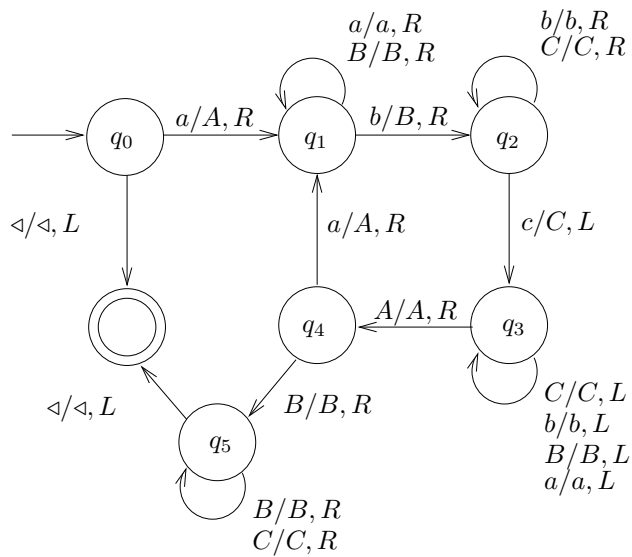 a/a, R
B/B, R
b/b, R
C/C, R
q₀
a/A, R
q₁
b/B, R
q₂
◃/◃, L
a/A, R
c/C, L
q₄
A/A, R
q₃
◃/◃, L
B/B, R
q₅
C/C, L
b/b, L
B/B, L
a/a, L
B/B, R
C/C, R